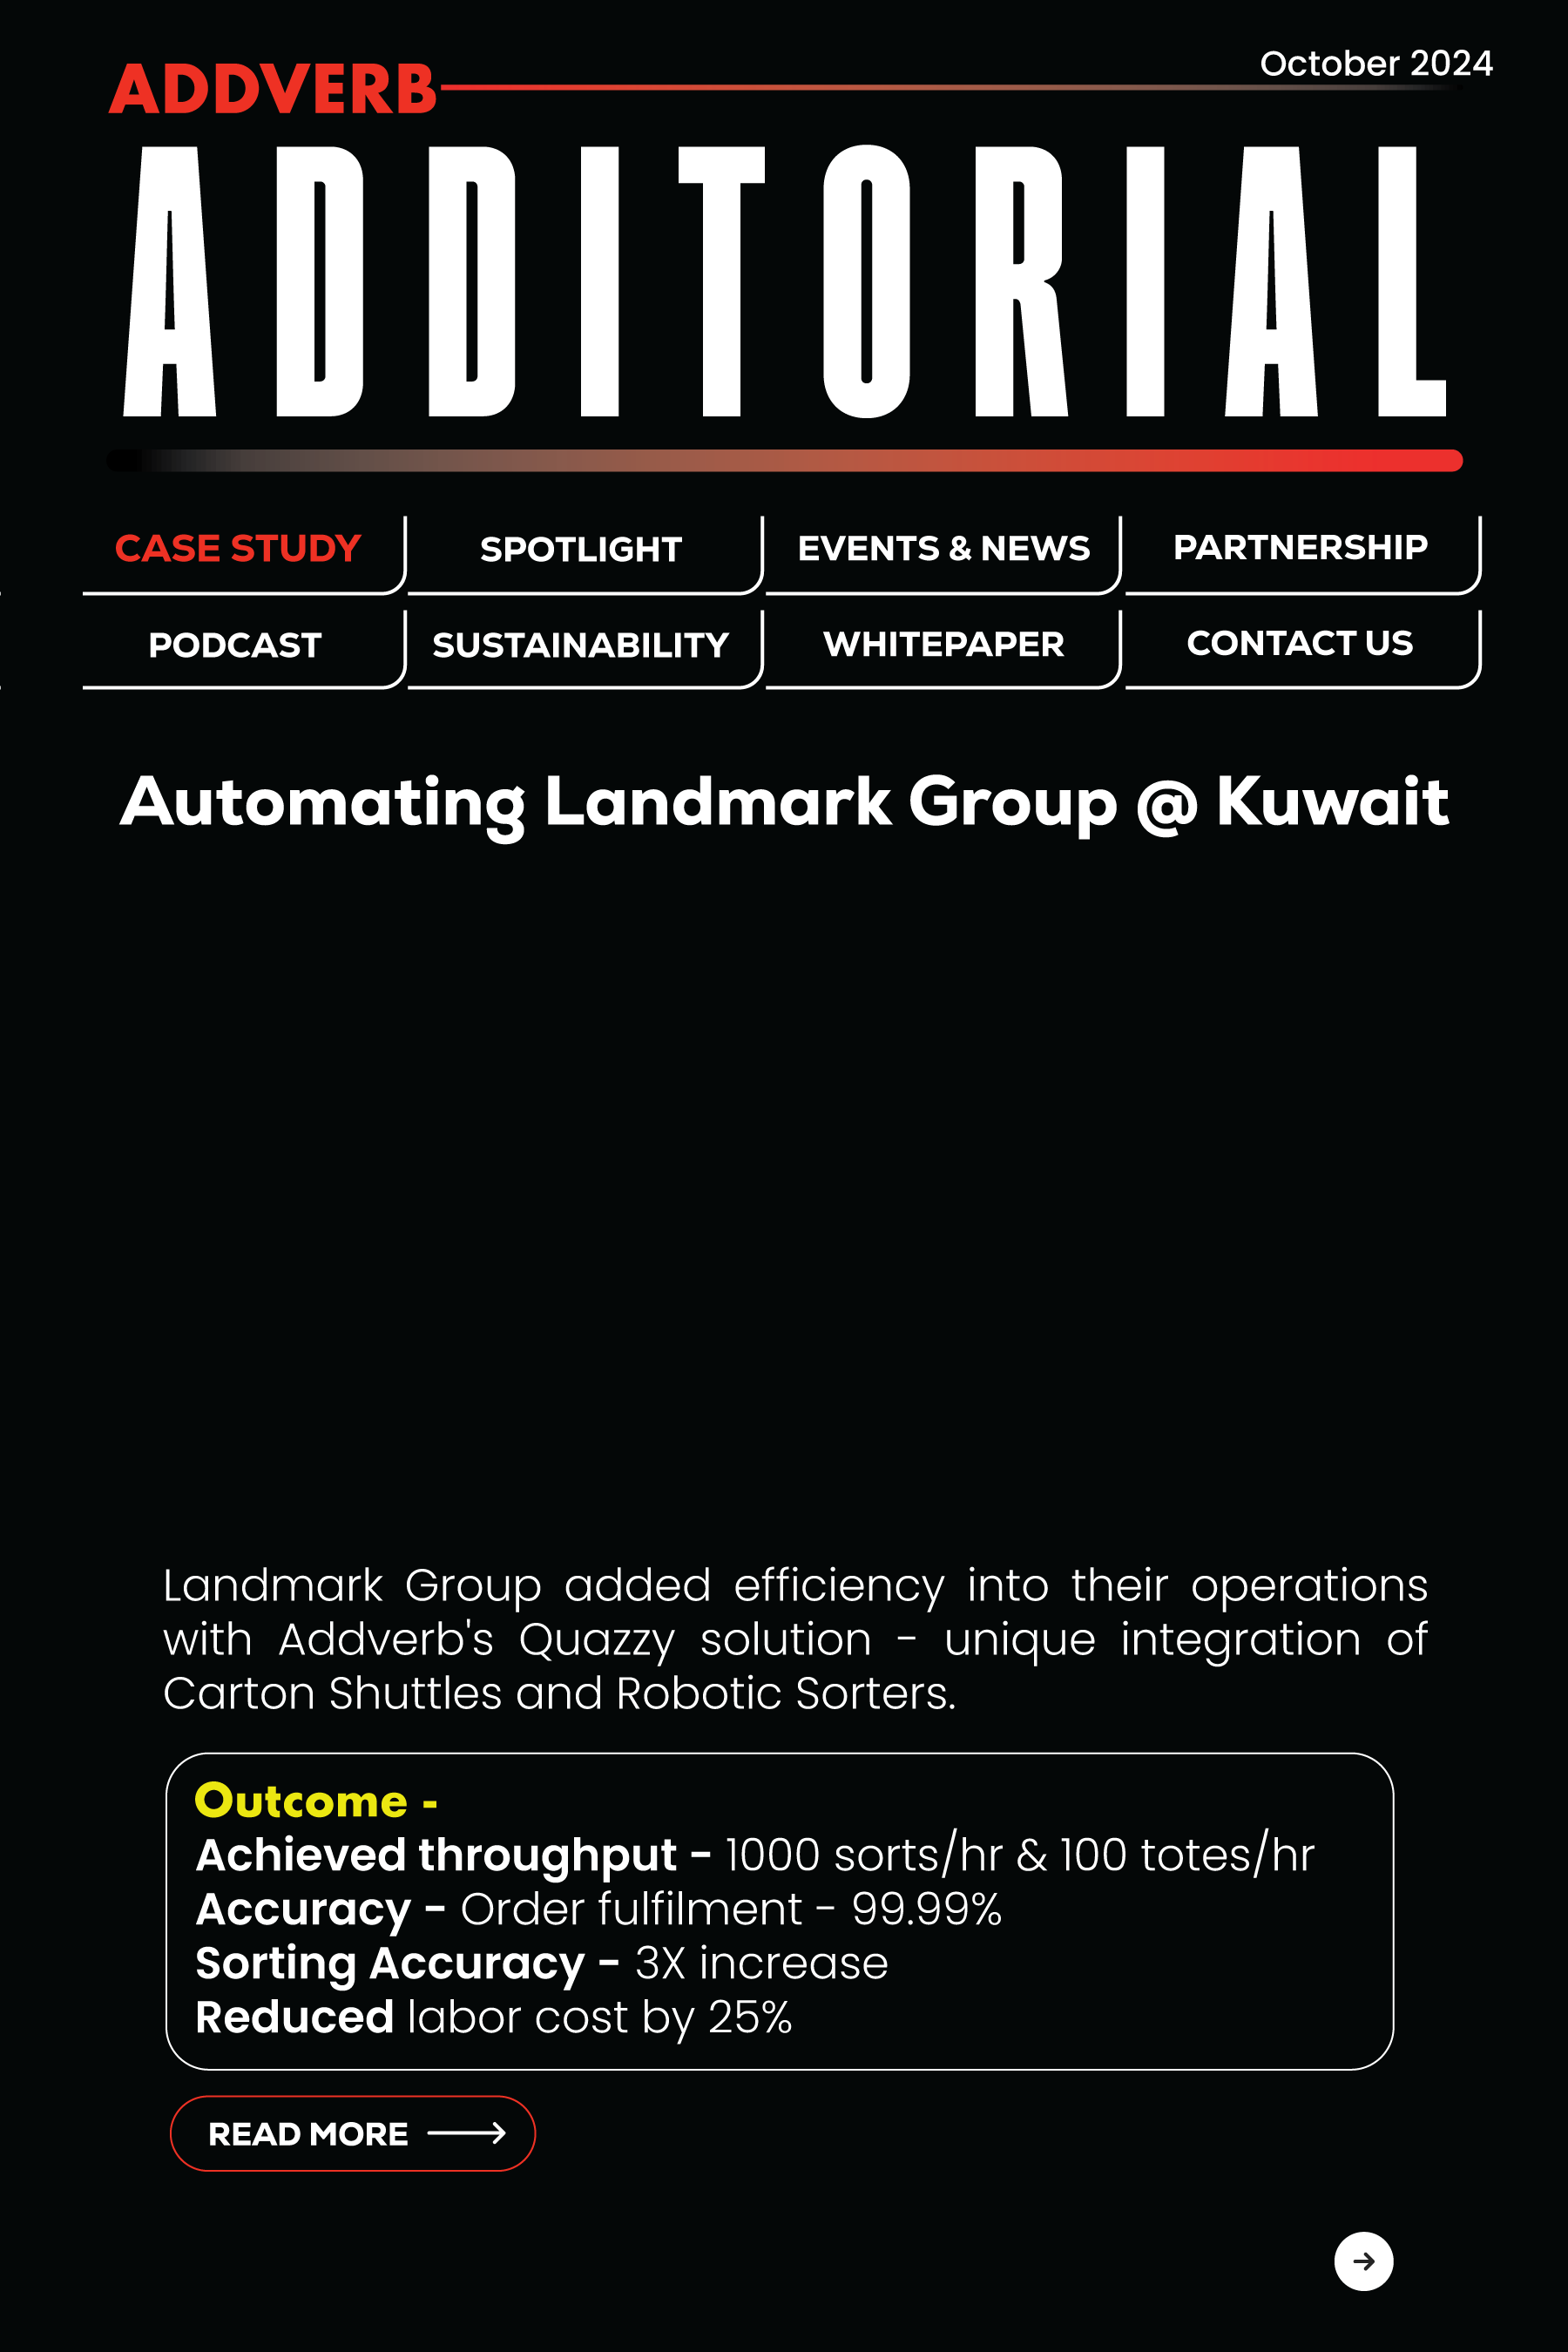 October 2024
ADDVERB
ADDITORIAL
CASE STUDY
SPOTLIGHT
EVENTS & NEWS
PARTNERSHIP
PODCAST
SUSTAINABILITY
WHITEPAPER
CONTACT US
Automating Landmark Group @ Kuwait
Landmark Group added efficiency into their operations
with Addverb's Quazzy solution - unique integration of
Carton Shuttles and Robotic Sorters.
Outcome -
Achieved throughput - 1000 sorts/hr & 100 totes/hr
Accuracy - Order fulfilment - 99.99%
Sorting Accuracy - 3X increase
Reduced labor cost by 25%
READ MORE